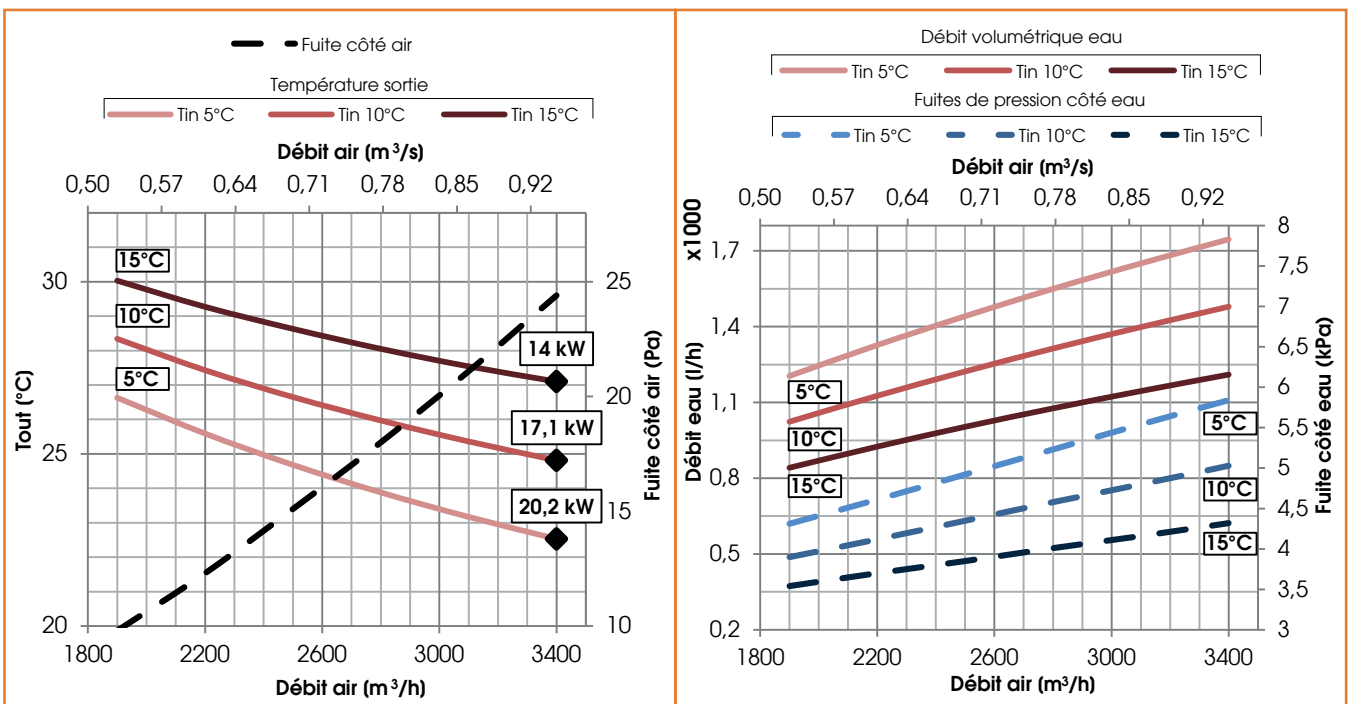 Fuite côté air
Température sortie
Tin 5°C Tin 10°C Tin 15°C
Débit air (m³/s)
0,50 0,57 0,64 0,71 0,78 0,85 0,92
Tout (°C)
30
25
20
15°C
10°C
5°C
14 kW
17,1 kW
20,2 kW
25
20
15
10
Fuite côté air (Pa)
1800 2200 2600 3000 3400
Débit air (m³/h)
Débit volumétrique eau
Tin 5°C Tin 10°C Tin 15°C
Fuites de pression côté eau
Tin 5°C Tin 10°C Tin 15°C
Débit air (m³/s)
0,50 0,57 0,64 0,71 0,78 0,85 0,92
x1000
Débit eau (l/h)
1,7
1,4
1,1
0,8
0,5
0,2
5°C
10°C
15°C
5°C
10°C
15°C
8
7,5
7
6,5
6
5,5
5
4,5
4
3,5
3
Fuite côté eau (kPa)
1800 2200 2600 3000 3400
Débit air (m³/h)